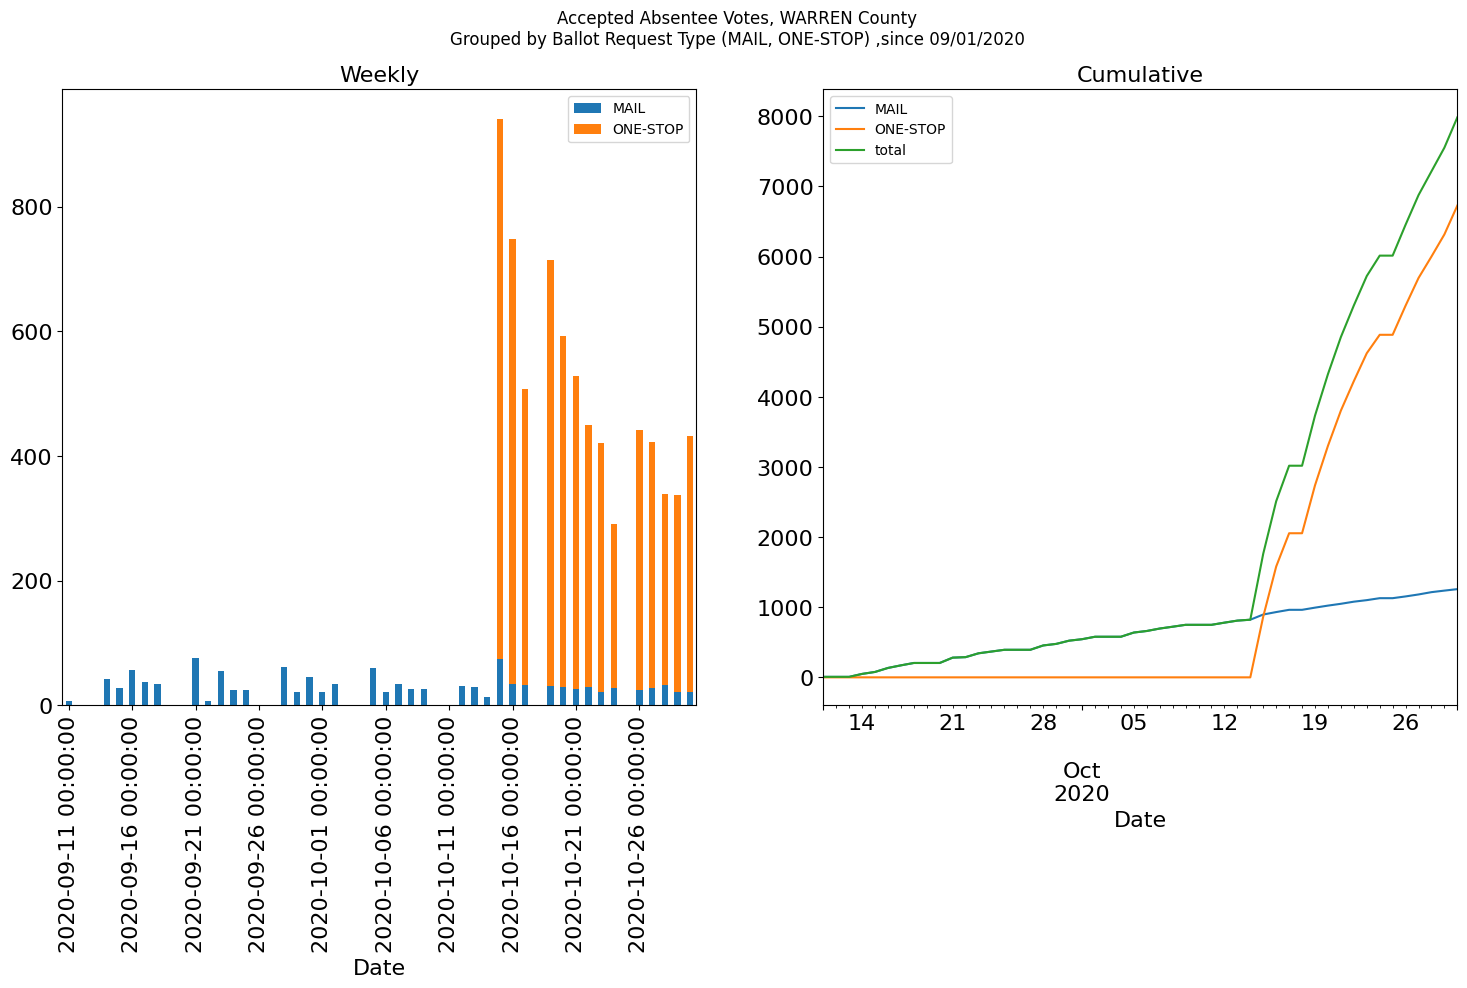 Accepted Absentee Votes, WARREN County
Grouped by Ballot Request Type (MAIL, ONE-STOP) ,since 09/01/2020
Weekly
MAIL
ONE-STOP
800
600
400
200
0
2020-09-11 00:00:00
2020-09-16 00:00:00
2020-09-21 00:00:00
2020-09-26 00:00:00
2020-10-01 00:00:00
2020-10-06 00:00:00
2020-10-11 00:00:00
2020-10-16 00:00:00
2020-10-21 00:00:00
2020-10-26 00:00:00
Date
Cumulative
MAIL
ONE-STOP
total
8000
7000
6000
5000
4000
3000
2000
1000
0
14 21 28 05 12 19 26
Oct
2020
Date